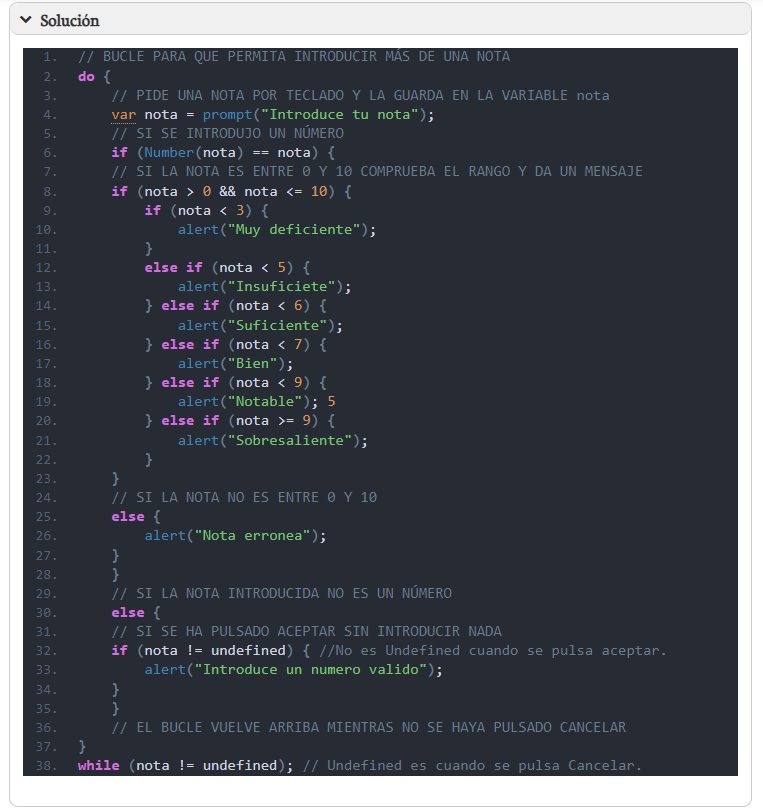 Solución
1. // BUCLE PARA QUE PERMITA INTRODUCIR MÁS DE UNA NOTA
2. do {
3. // PIDE UNA NOTA POR TECLADO Y LA GUARDA EN LA VARIABLE nota
4. var nota = prompt("Introduce tu nota");
5. // SI SE INTRODUJO UN NÚMERO
6. if (Number(nota) == nota) {
7. // SI LA NOTA ES ENTRE 0 Y 10 COMPRUEBA EL RANGO Y DA UN MENSAJE
8. if (nota > 0 && nota <= 10) {
9. if (nota < 3) {
10. alert("Muy deficiente");
11. }
12. else if (nota < 5) {
13. alert("Insuficiete");
14. } else if (nota < 6) {
15. alert("Suficiente");
16. } else if (nota < 7) {
17. alert("Bien");
18. } else if (nota < 9) {
19. alert("Notable"); 5
20. } else if (nota >= 9) {
21. alert("Sobresaliente");
22. }
23. }
24. // SI LA NOTA NO ES ENTRE 0 Y 10
25. else {
26. alert("Nota erronea");
27. }
28. }
29. // SI LA NOTA INTRODUCIDA NO ES UN NÚMERO
30. else {
31. // SI SE HA PULSADO ACEPTAR SIN INTRODUCIR NADA
32. if (nota != undefined) { //No es Undefined cuando se pulsa aceptar.
33. alert("Introduce un numero valido");
34. }
35. }
36. // EL BUCLE VUELVE ARRIBA MIENTRAS NO SE HAYA PULSADO CANCELAR
37. }
38. while (nota != undefined); // Undefined es cuando se pulsa Cancelar.